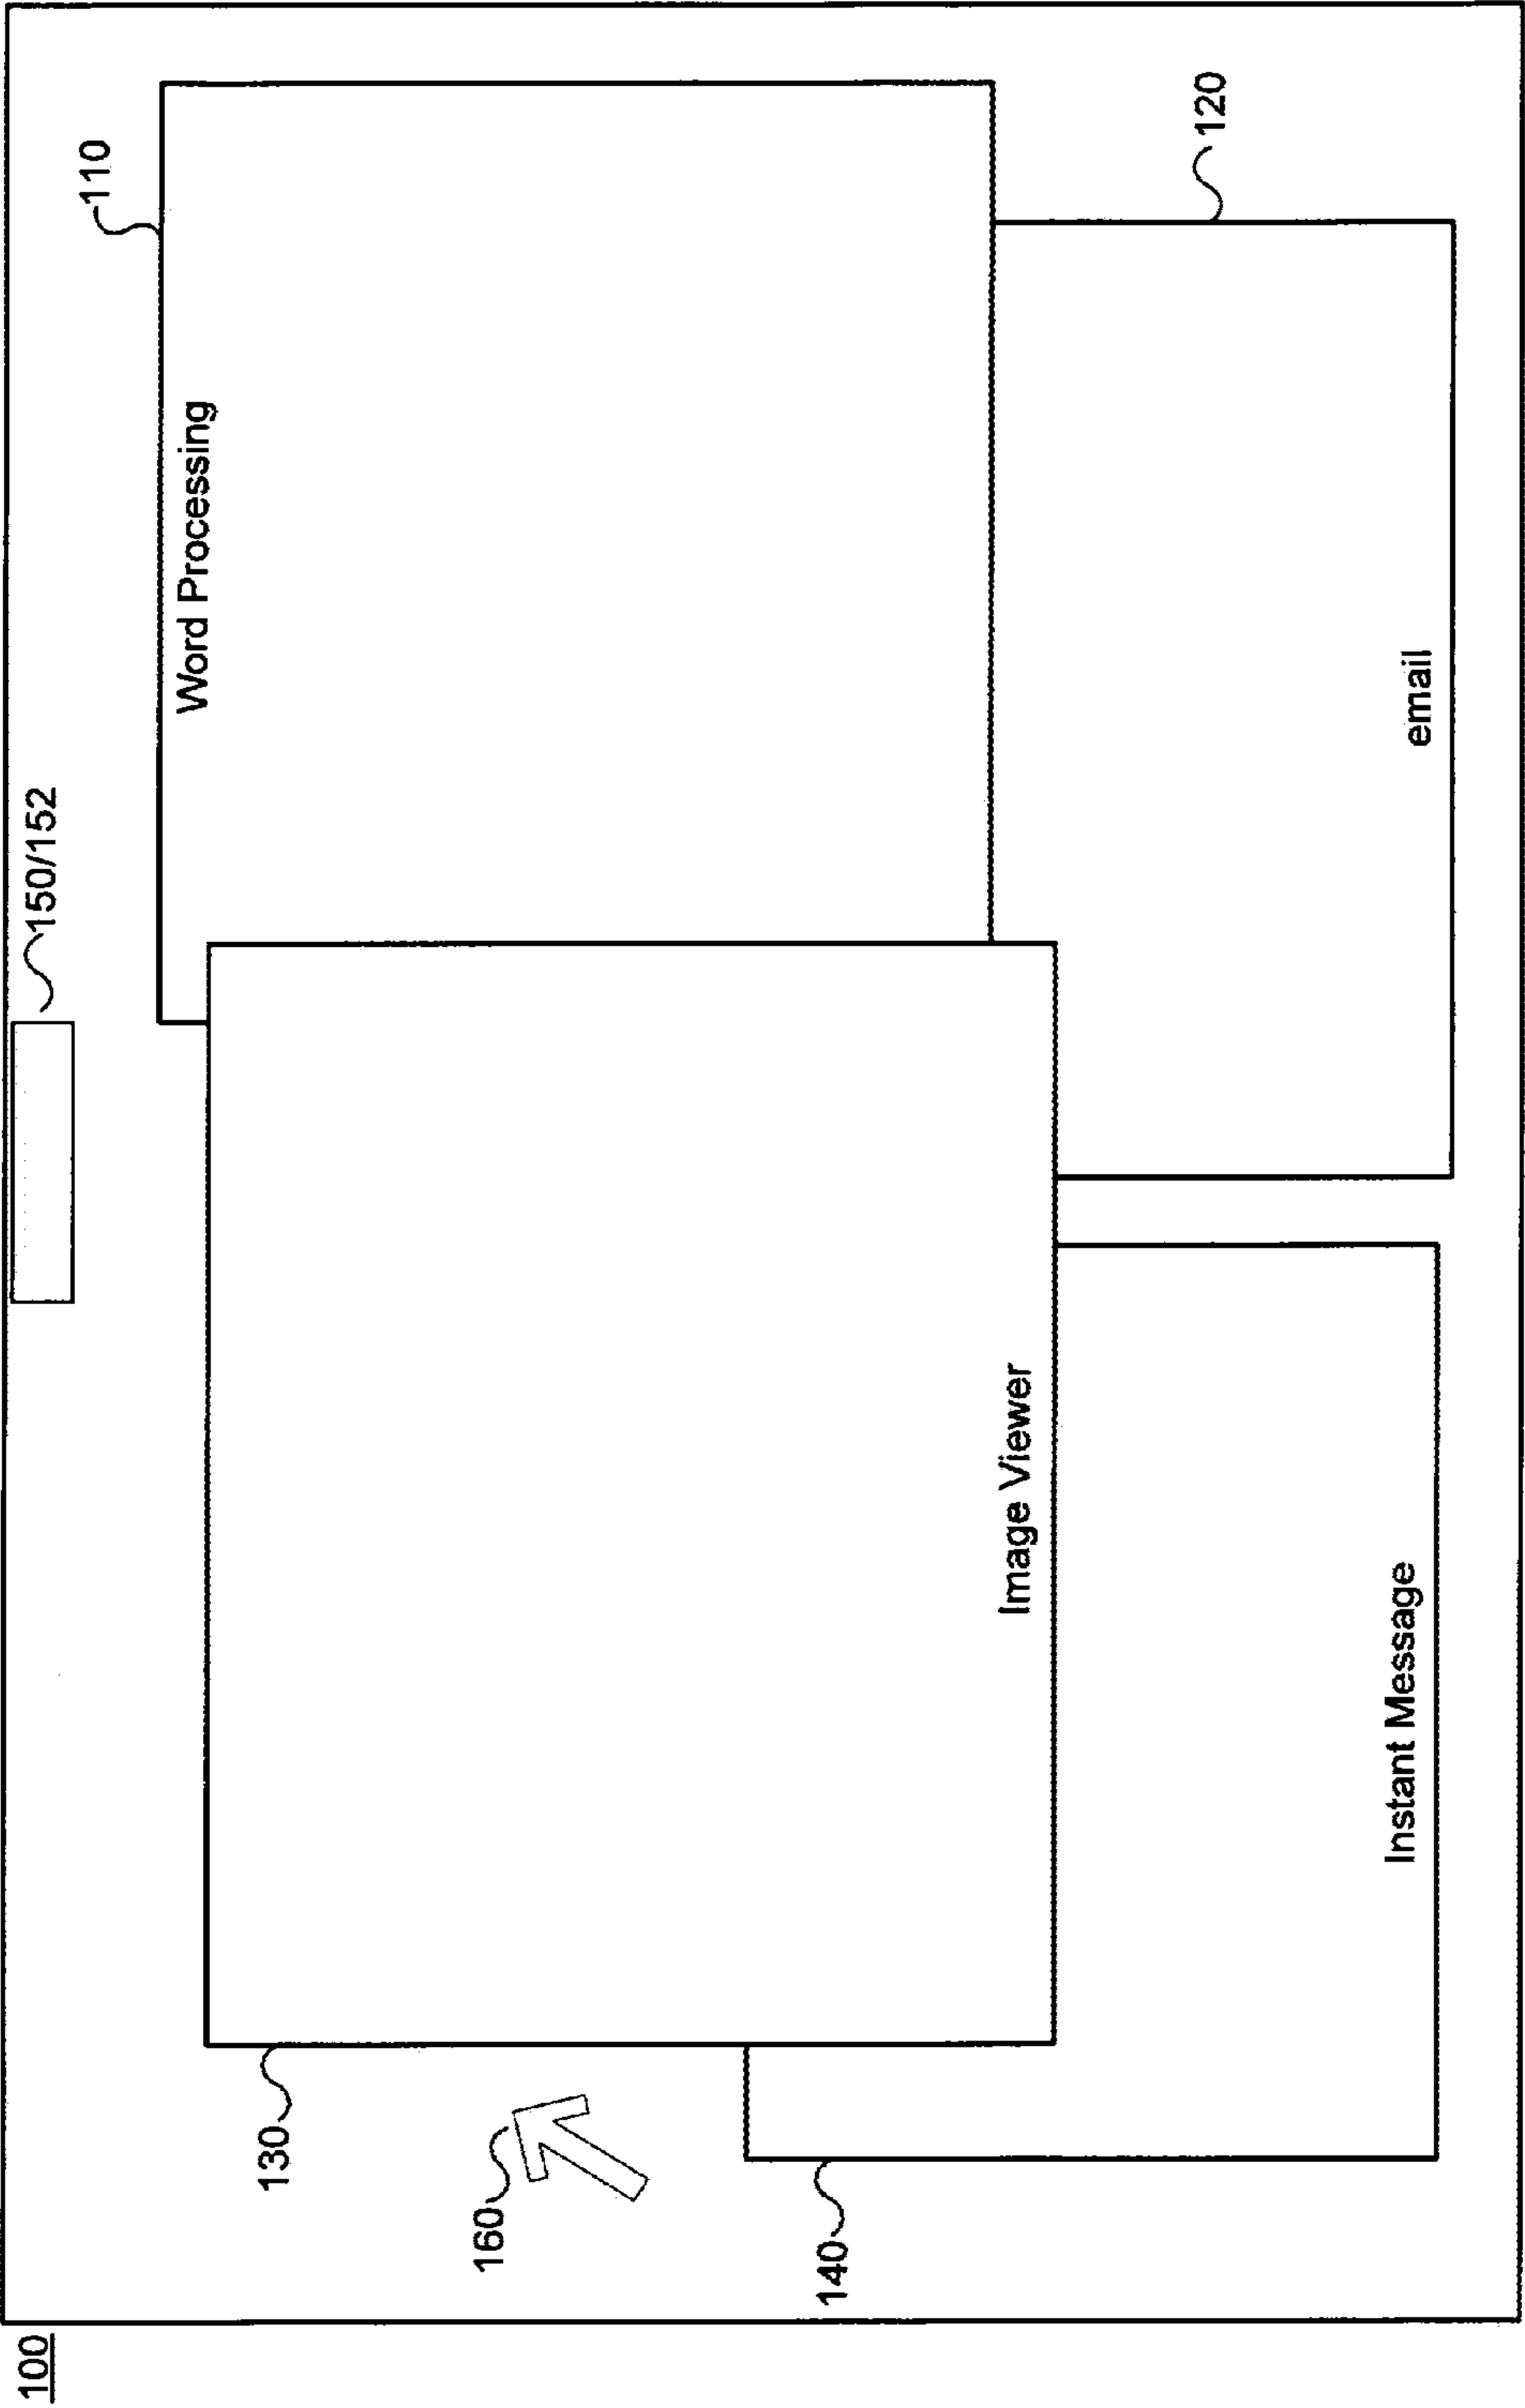 100
150/152
110
Word Processing
130
160
140
Image Viewer
120
Instant Message
email